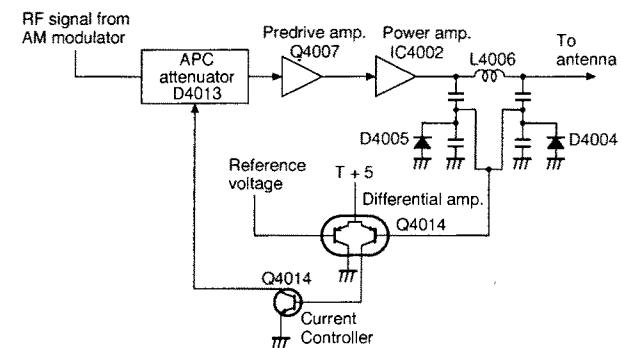 RF signal from
AM modulator
Predrive amp.
Q4007
Power amp.
IC4002
L4006
To
antenna
APC
attenuator
D4013
D4005
D4004
Reference
voltage
T + 5
Differential amp.
Q4014
Q4014
Current
Controller